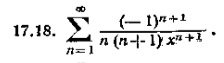 17.18. $\sum_{n=1}^{\infty} \frac{(-1)^{n+1}}{n(n+1)x^{n+1}}$.